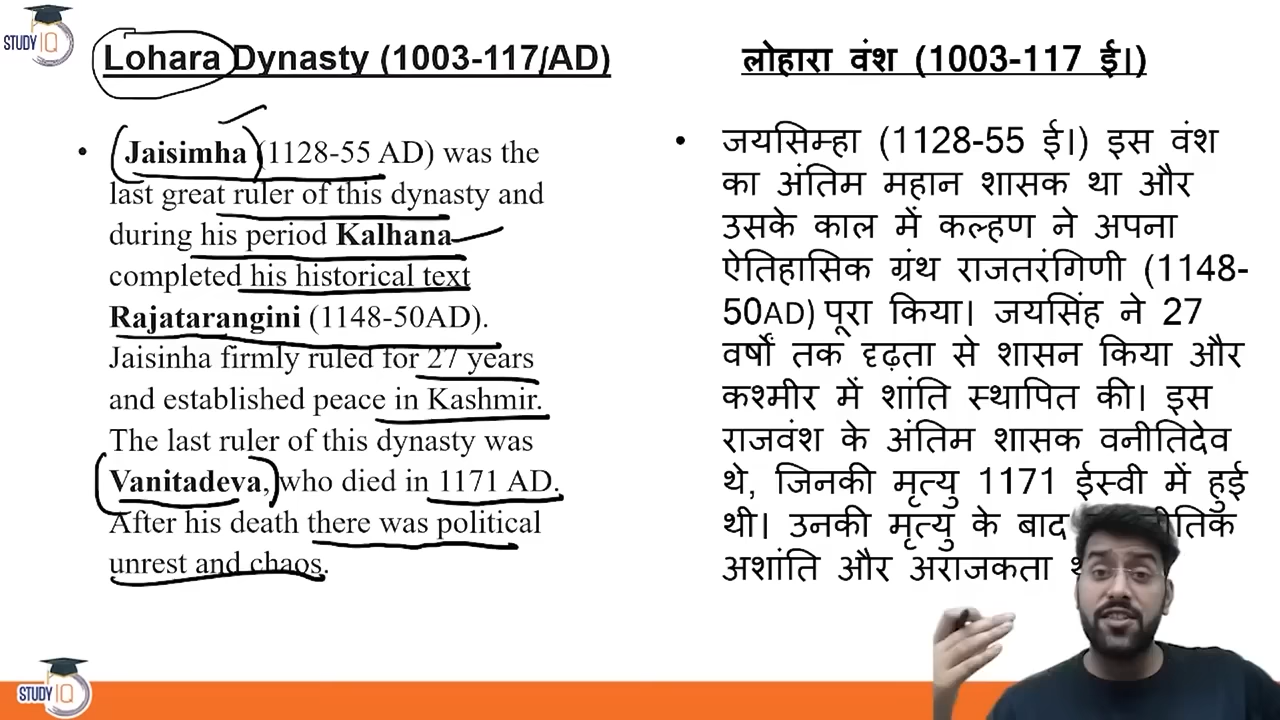 STUDY IQ
Lohara Dynasty (1003-117/AD)
• Jaisimha (1128-55 AD) was the
last great ruler of this dynasty and
during his period Kalhana
completed his historical text
Rajatarangini (1148-50AD).
Jaisinha firmly ruled for 27 years
and established peace in Kashmir.
The last ruler of this dynasty was
Vanitadeva, who died in 1171 AD.
After his death there was political
unrest and chaos.
लोहारा वंश (1003-117 ई।)
• जयसिम्हा (1128-55 ई।) इस वंश
का अंतिम महान शासक था और
उसके काल में कल्हण ने अपना
ऐतिहासिक ग्रंथ राजतरंगिणी (1148-
50AD) पूरा किया। जयसिंह ने 27
वर्षों तक दृढ़ता से शासन किया और
कश्मीर में शांति स्थापित की। इस
राजवंश के अंतिम शासक वनीतिदेव
थे, जिनकी मृत्यु 1171 ईस्वी में हुई
थी। उनकी मृत्यु के बाद
अशांति और अराजकता
STUDY IQ